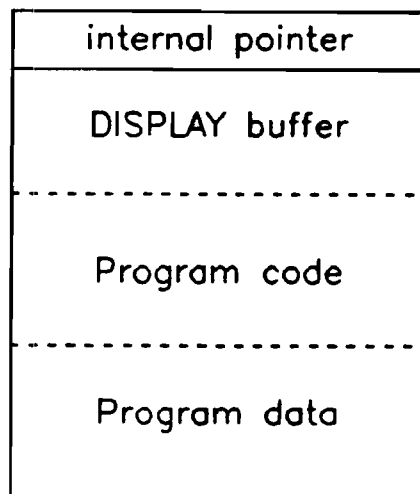 internal pointer
DISPLAY buffer
Program code
Program data